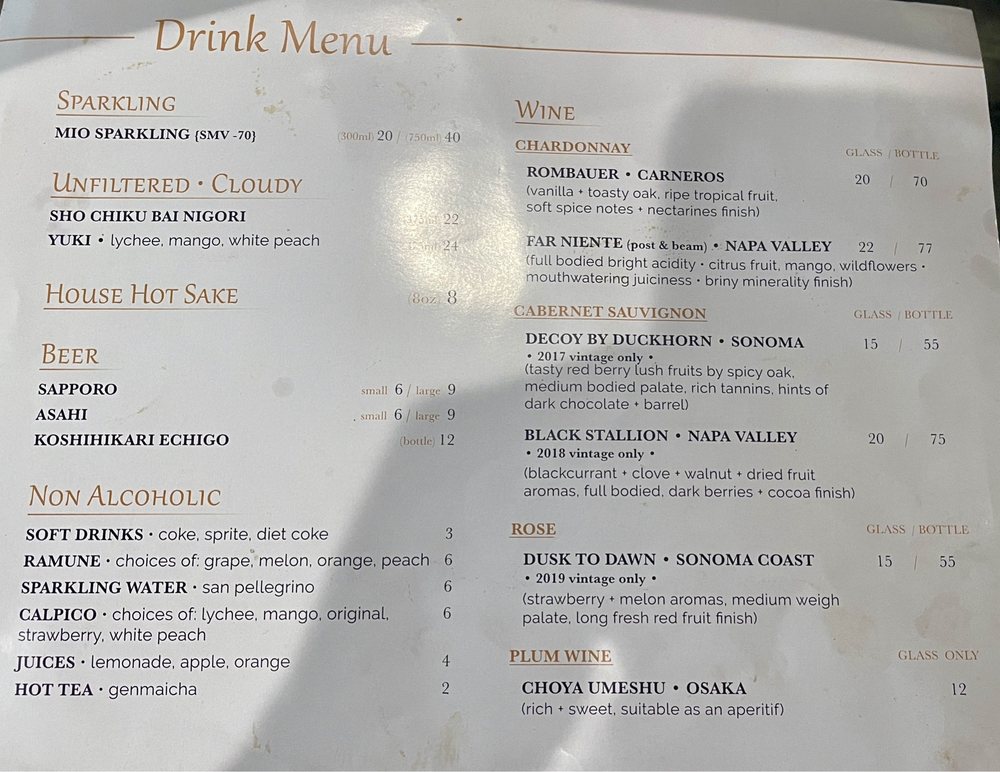 Drink Menu
SPARKLING
MIO SPARKLING {SMV -70} (300ml) 20 / (750ml) 40
UNFILTERED • CLOUDY
SHO CHIKU BAI NIGORI 22
YUKI • lychee, mango, white peach 24
HOUSE HOT SAKE (8oz) 8
BEER
SAPPORO small 6 / large 9
ASAHI small 6 / large 9
KOSHIHIKARI ECHIGO (bottle) 12
NON ALCOHOLIC
SOFT DRINKS • coke, sprite, diet coke 3
RAMUNE • choices of: grape, melon, orange, peach 6
SPARKLING WATER • san pellegrino 6
CALPICO • choices of: lychee, mango, original, 6
strawberry, white peach
JUICES • lemonade, apple, orange 4
HOT TEA • genmaicha 2
WINE
CHARDONNAY GLASS / BOTTLE
ROMBAUER • CARNEROS 20 / 70
(vanilla + toasty oak, ripe tropical fruit,
soft spice notes + nectarines finish)
FAR NIENTE (post & beam) • NAPA VALLEY 22 / 77
(full bodied bright acidity • citrus fruit, mango, wildflowers •
mouthwatering juiciness • briny minerality finish)
CABERNET SAUVIGNON GLASS / BOTTLE
DECOY BY DUCKHORN • SONOMA 15 / 55
• 2017 vintage only •
(tasty red berry lush fruits by spicy oak,
medium bodied palate, rich tannins, hints of
dark chocolate + barrel)
BLACK STALLION • NAPA VALLEY 20 / 75
• 2018 vintage only •
(blackcurrant + clove + walnut + dried fruit
aromas, full bodied, dark berries + cocoa finish)
ROSE GLASS / BOTTLE
DUSK TO DAWN • SONOMA COAST 15 / 55
• 2019 vintage only •
(strawberry + melon aromas, medium weigh
palate, long fresh red fruit finish)
PLUM WINE GLASS ONLY
CHOYA UMESHU • OSAKA 12
(rich + sweet, suitable as an aperitif)